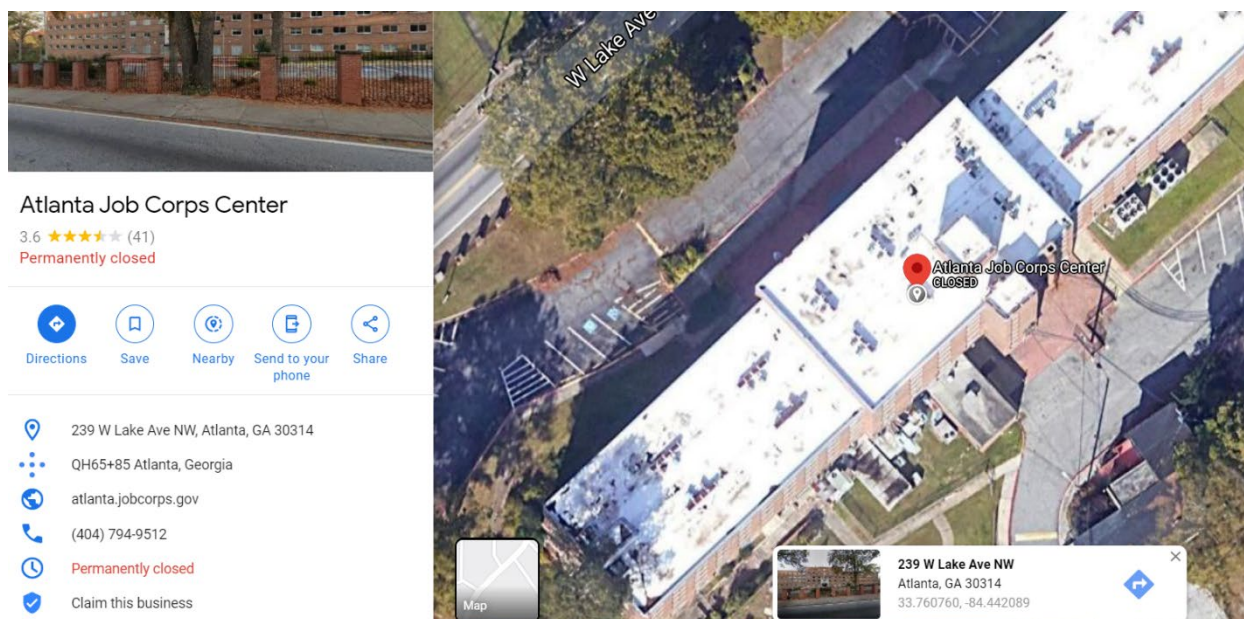 Atlanta Job Corps Center
3.6 (41)
Permanently closed
Directions
Save
Nearby
Send to your
phone
Share
239 W Lake Ave NW, Atlanta, GA 30314
QH65+85 Atlanta, Georgia
atlanta.jobcorps.gov
(404) 794-9512
Permanently closed
Claim this business
W Lake Ave
Atlanta Job Corps Center
CLOSED
Map
239 W Lake Ave NW
Atlanta, GA 30314
33.760760, -84.442089